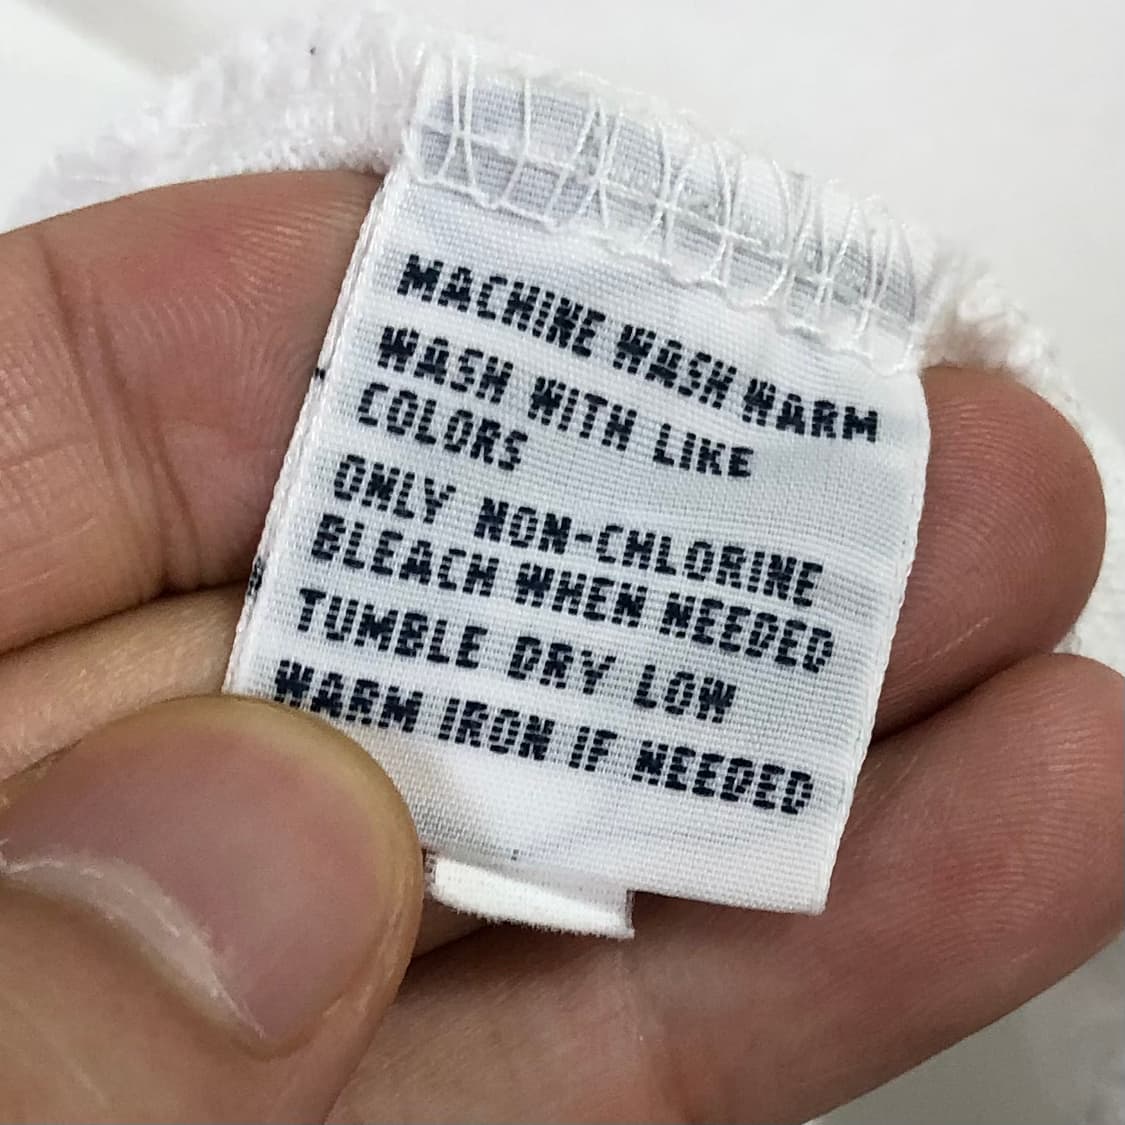 MACHINE WASH WARM
WASH WITH LIKE
COLORS
ONLY NON-CHLORINE
BLEACH WHEN NEEDED
TUMBLE DRY LOW
WARM IRON IF NEEDED